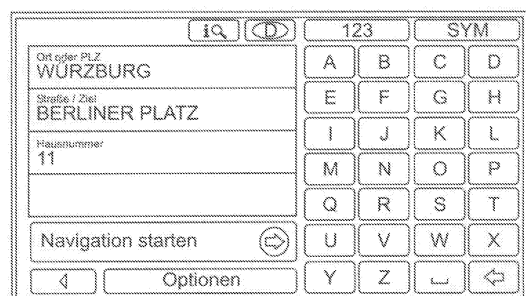 i D 123 SYM
Ort oder PLZ
WÜRZBURG
Straße / Ziel
BERLINER PLATZ
Hausnummer
11
Navigation starten
Optionen
A B C D
E F G H
I J K L
M N O P
Q R S T
U V W X
Y Z